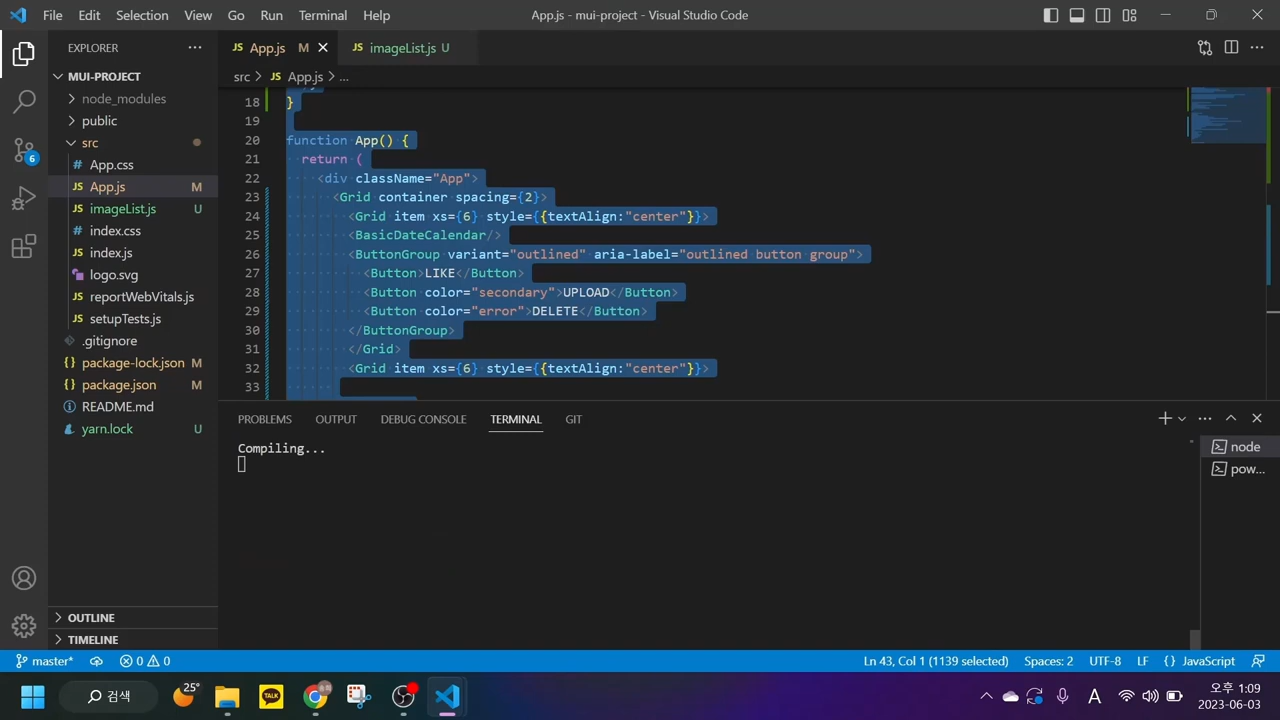 File Edit Selection View Go Run Terminal Help App.js - mui-project - Visual Studio Code
EXPLORER
App.js M
imageList.js U
src > App.js > ...
MUI-PROJECT
node_modules
public
src
App.css
App.js M
imageList.js U
index.css
index.js
logo.svg
reportWebVitals.js
setupTests.js
.gitignore
package-lock.json M
package.json M
README.md
yarn.lock U
OUTLINE
TIMELINE
18 }
19
20 function App() {
21 return (
22 <div className="App">
23 <Grid container spacing={2}>
24 <Grid item xs={6} style={{textAlign:"center"}}>
25 <BasicDateCalendar/>
26 <ButtonGroup variant="outlined" aria-label="outlined button group">
27 <Button>LIKE</Button>
28 <Button color="secondary">UPLOAD</Button>
29 <Button color="error">DELETE</Button>
30 </ButtonGroup>
31 </Grid>
32 <Grid item xs={6} style={{textAlign:"center"}}>
33
PROBLEMS OUTPUT DEBUG CONSOLE TERMINAL GIT
Compiling...
node
pow...
6
master* 0 0 Ln 43, Col 1 (1139 selected) Spaces: 2 UTF-8 LF {} JavaScript
검색 25° TALK A 오후 1:09
2023-06-03